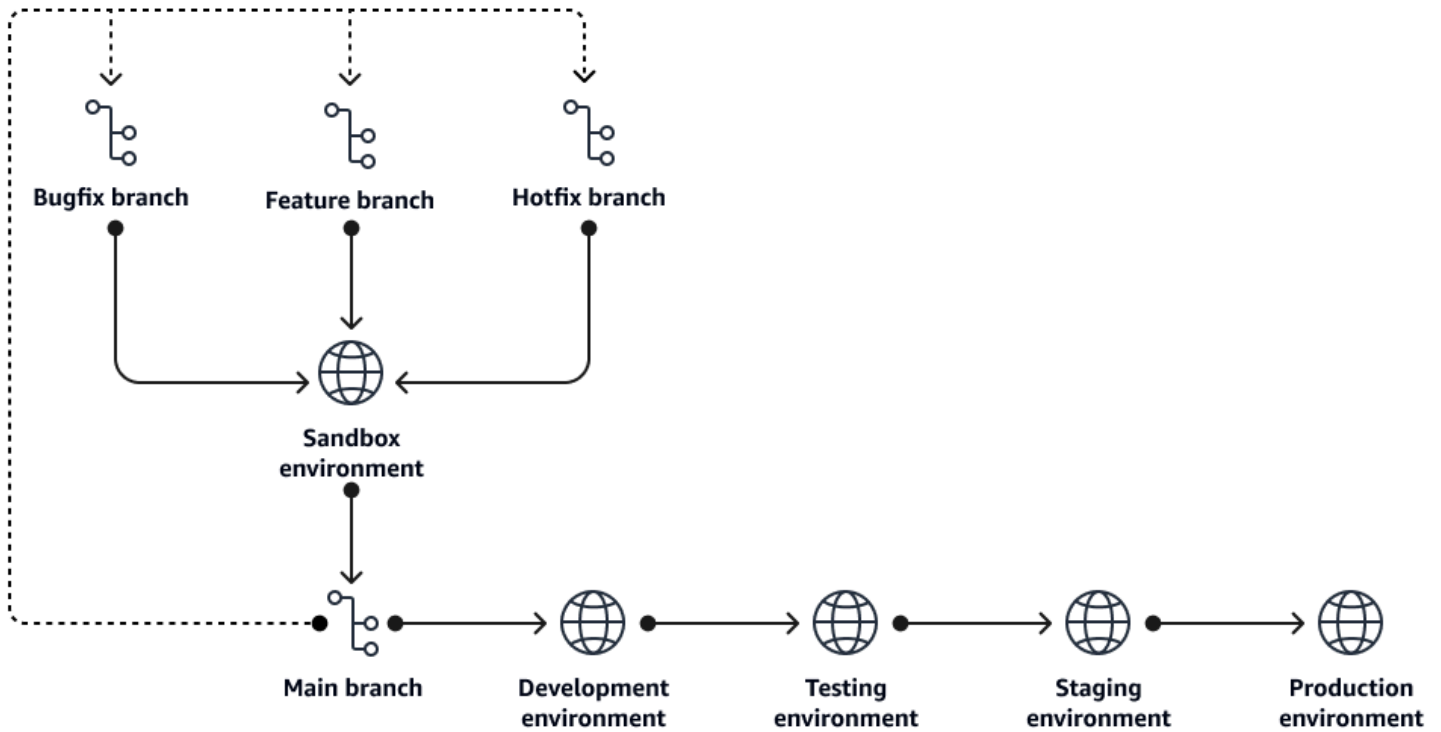 Bugfix branch
Feature branch
Hotfix branch
Sandbox
environment
Main branch
Development
environment
Testing
environment
Staging
environment
Production
environment